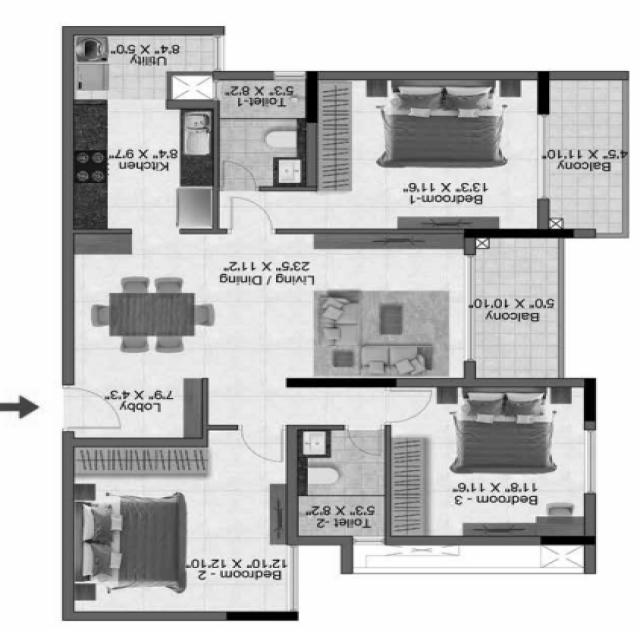 Utility
8'4" X 5'0"
Toilet-1
5'3" X 8'2"
Kitchen
8'4" X 9'7"
Bedroom-1
13'3" X 11'6"
Balcony
4'5" X 11'10"
Living / Dining
23'5" X 11'2"
Balcony
5'0" X 10'10"
Lobby
7'9" X 4'3"
Bedroom - 3
11'8" X 11'6"
Toilet-2
5'3" X 8'2"
Bedroom - 2
12'10" X 12'10"